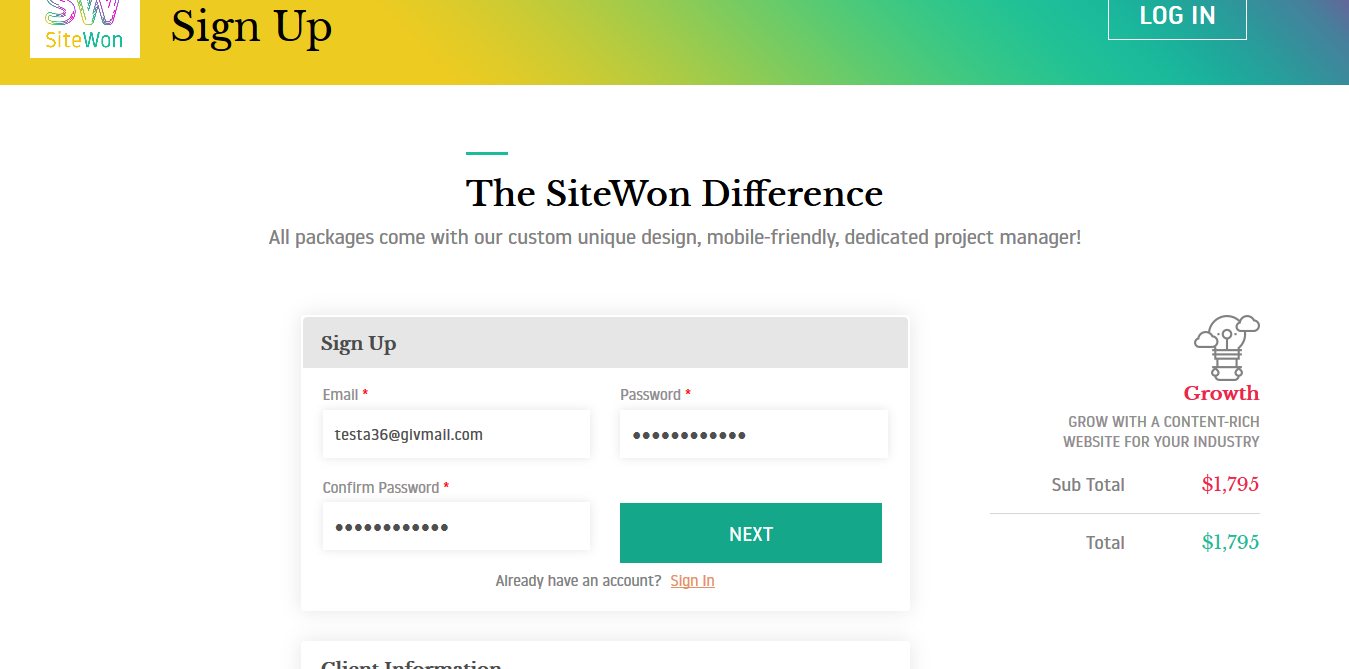 SW
SiteWon
Sign Up
LOG IN
The SiteWon Difference
All packages come with our custom unique design, mobile-friendly, dedicated project manager!
Sign Up
Email *
Password *
testa36@givmail.com
●●●●●●●●●●●●
Confirm Password *
●●●●●●●●●●●●
NEXT
Already have an account? Sign In
Growth
GROW WITH A CONTENT-RICH
WEBSITE FOR YOUR INDUSTRY
Sub Total $1,795
Total $1,795
Client Information